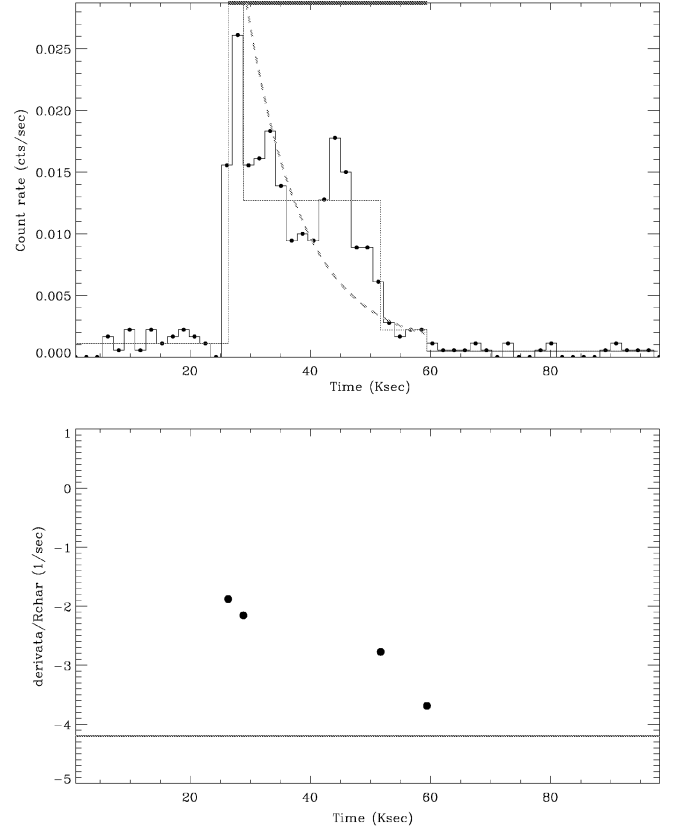 0.025
0.020
0.015
0.010
0.005
0.000
Count rate (cts/sec)
20 40 60 80
Time (Ksec)
1
0
−1
−2
−3
−4
−5
derivata/Rchar (1/sec)
20 40 60 80
Time (Ksec)